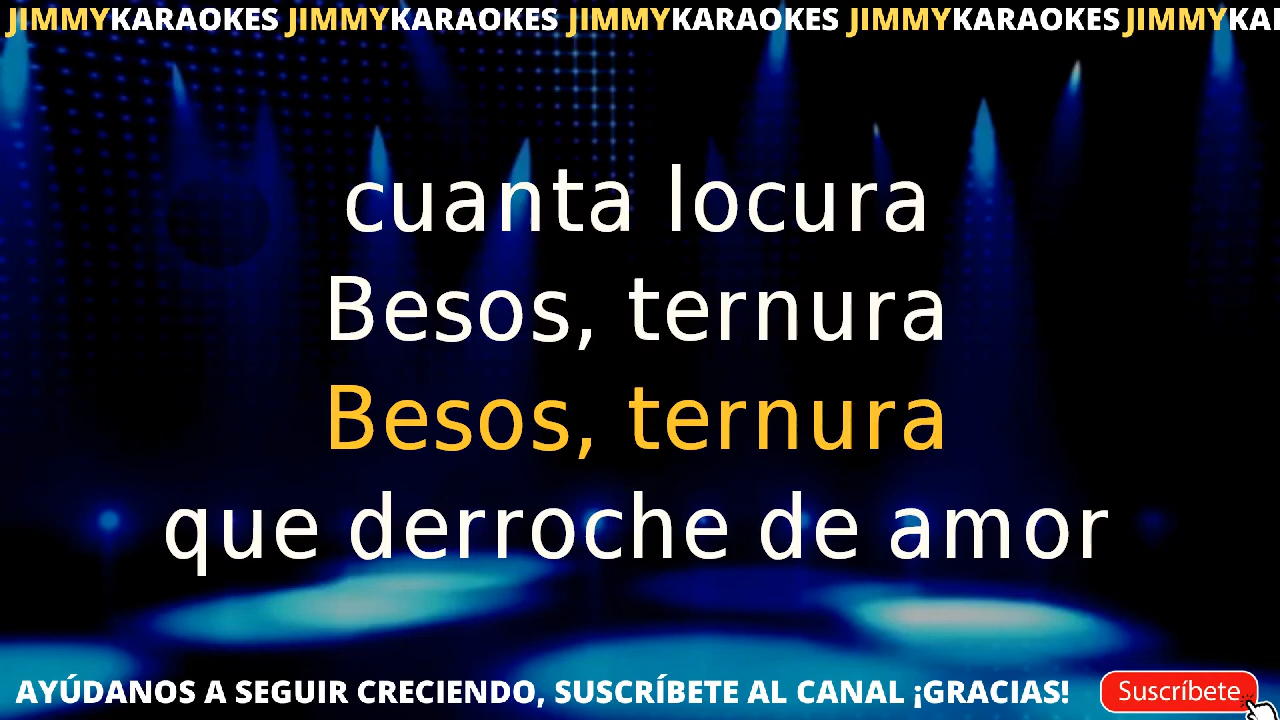 JIMMYKARAOKES JIMMYKARAOKES JIMMYKARAOKES JIMMYKARAOKES JIMMYKA
cuanta locura
Besos, ternura
Besos, ternura
que derroche de amor
AYÚDANOS A SEGUIR CRECIENDO, SUSCRÍBETE AL CANAL ¡GRACIAS! Suscríbete